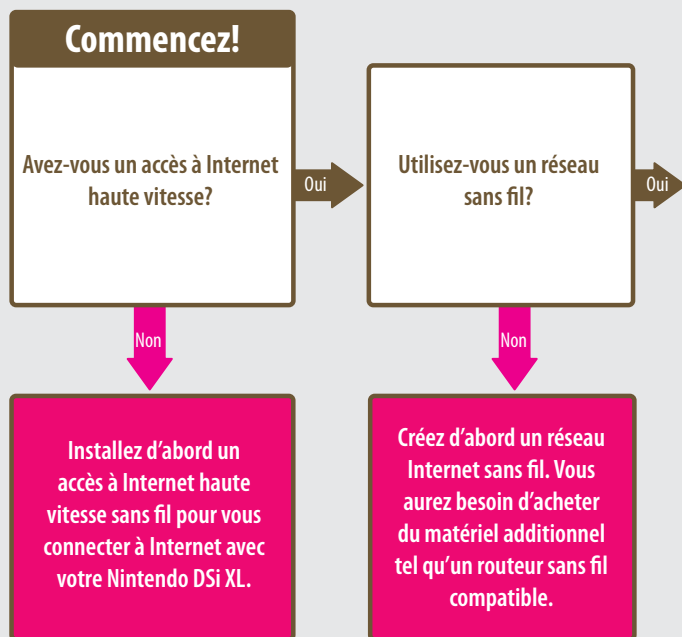 Commencez!
Avez-vous un accès à Internet
haute vitesse?
Oui
Utilisez-vous un réseau
sans fil?
Oui
Non
Non
Installez d'abord un
accès à Internet haute
vitesse sans fil pour vous
connecter à Internet avec
votre Nintendo DSi XL.
Créez d'abord un réseau
Internet sans fil. Vous
aurez besoin d'acheter
du matériel additionnel
tel qu'un routeur sans fil
compatible.